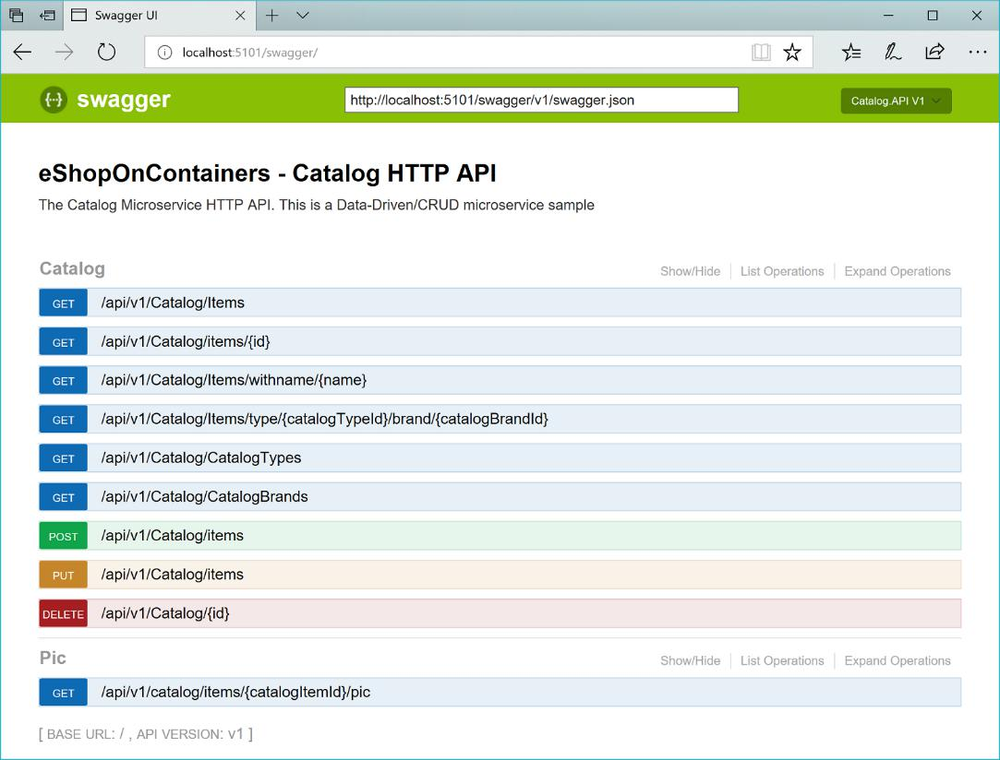 Swagger UI
localhost:5101/swagger/
{···} swagger
http://localhost:5101/swagger/v1/swagger.json
Catalog.API V1
eShopOnContainers - Catalog HTTP API
The Catalog Microservice HTTP API. This is a Data-Driven/CRUD microservice sample
Catalog Show/Hide List Operations Expand Operations
GET /api/v1/Catalog/Items
GET /api/v1/Catalog/items/{id}
GET /api/v1/Catalog/Items/withname/{name}
GET /api/v1/Catalog/Items/type/{catalogTypeId}/brand/{catalogBrandId}
GET /api/v1/Catalog/CatalogTypes
GET /api/v1/Catalog/CatalogBrands
POST /api/v1/Catalog/items
PUT /api/v1/Catalog/items
DELETE /api/v1/Catalog/{id}
Pic Show/Hide List Operations Expand Operations
GET /api/v1/catalog/items/{catalogItemId}/pic
[ BASE URL: / , API VERSION: v1 ]